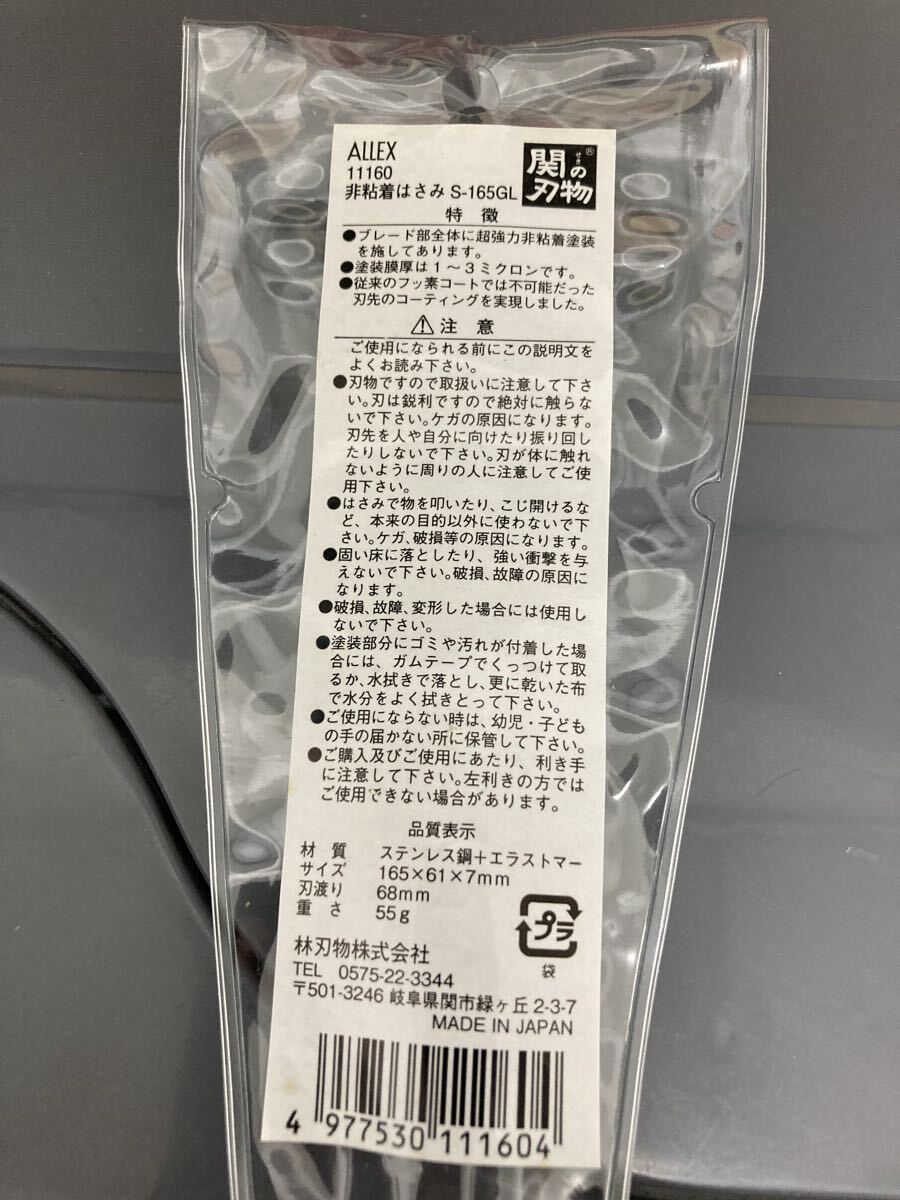 ALLEX
11160
非粘着はさみ S-165GL
関の刃物
せき
®
特 徴
●ブレード部全体に超強力非粘着塗装
を施してあります。
●塗装膜厚は1〜3ミクロンです。
●従来のフッ素コートでは不可能だった
刃先のコーティングを実現しました。
⚠注 意
ご使用になられる前にこの説明文を
よくお読み下さい。
●刃物ですので取扱いに注意して下さ
い。刃は鋭利ですので絶対に触らな
いで下さい。ケガの原因になります。
刃先を人や自分に向けたり振り回し
たりしないで下さい。刃が体に触れ
ないように周りの人に注意してご使
用下さい。
●はさみで物を叩いたり、こじ開けるな
ど、本来の目的以外に使わないで下
さい。ケガ、破損等の原因になります。
●固い床に落としたり、強い衝撃を与
えないで下さい。破損、故障の原因に
なります。
●破損、故障、変形した場合には使用し
ないで下さい。
●塗装部分にゴミや汚れが付着した場
合には、ガムテープでくっつけて取
るか、水拭きで落とし、更に乾いた布
で水分をよく拭きとって下さい。
●ご使用にならない時は、幼児・子ども
の手の届かない所に保管して下さい。
●ご購入及びご使用にあたり、利き手
に注意して下さい。左利きの方では
ご使用できない場合があります。
品質表示
材 質 ステンレス鋼+エラストマー
サイズ 165×61×7mm
刃渡り 68mm
重 さ 55g
プラ
袋
林刃物株式会社
TEL 0575-22-3344
〒501-3246 岐阜県関市緑ヶ丘2-3-7
MADE IN JAPAN
4 977530 111604